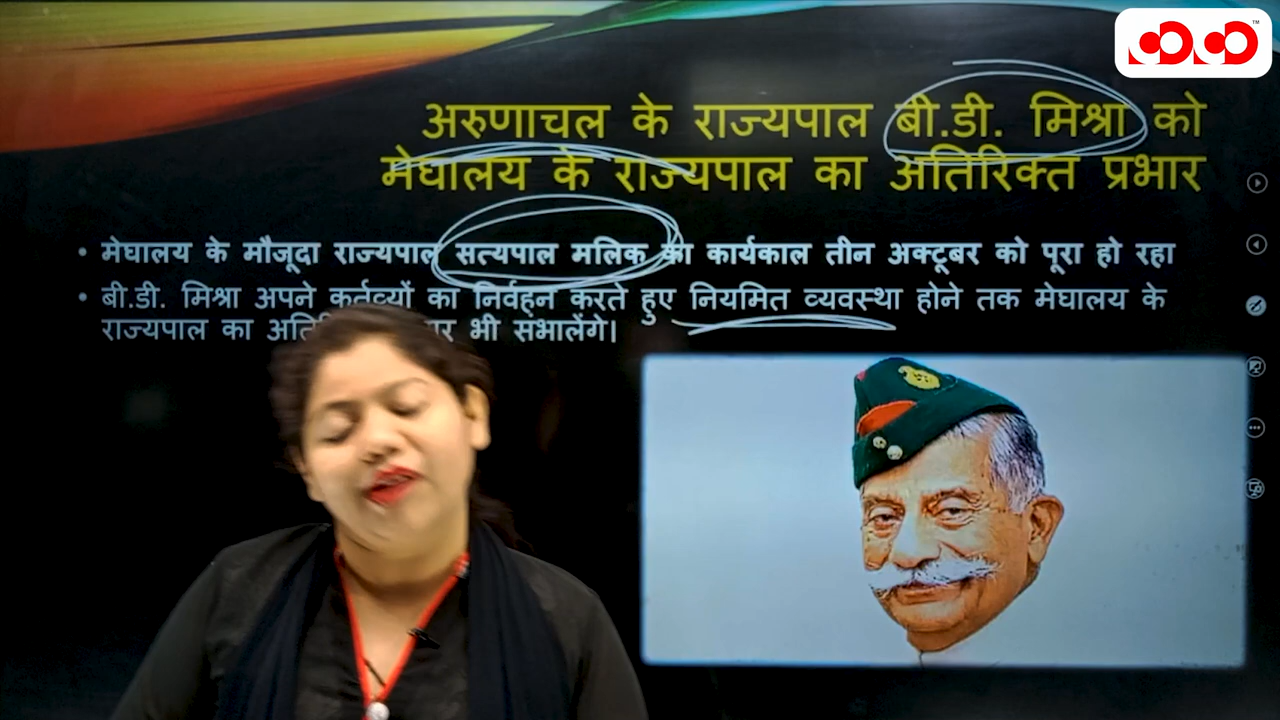 अरुणाचल के राज्यपाल बी.डी. मिश्रा को
मेघालय के राज्यपाल का अतिरिक्त प्रभार
• मेघालय के मौजूदा राज्यपाल सत्यपाल मलिक का कार्यकाल तीन अक्टूबर को पूरा हो रहा
• बी.डी. मिश्रा अपने कर्तव्यों का निर्वहन करते हुए नियमित व्यवस्था होने तक मेघालय के
राज्यपाल का भी संभालेंगे।